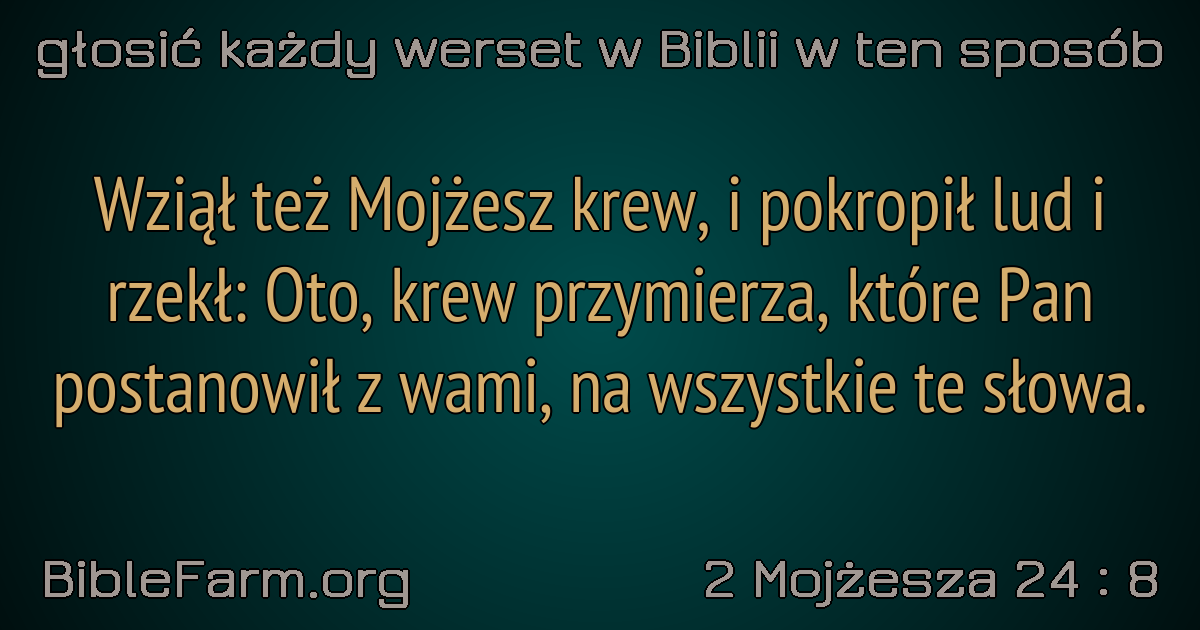 głosić każdy werset w Biblii w ten sposób
Wziął też Mojżesz krew, i pokropił lud i
rzekł: Oto, krew przymierza, które Pan
postanowił z wami, na wszystkie te słowa.
BibleFarm.org
2 Mojżesza 24 : 8